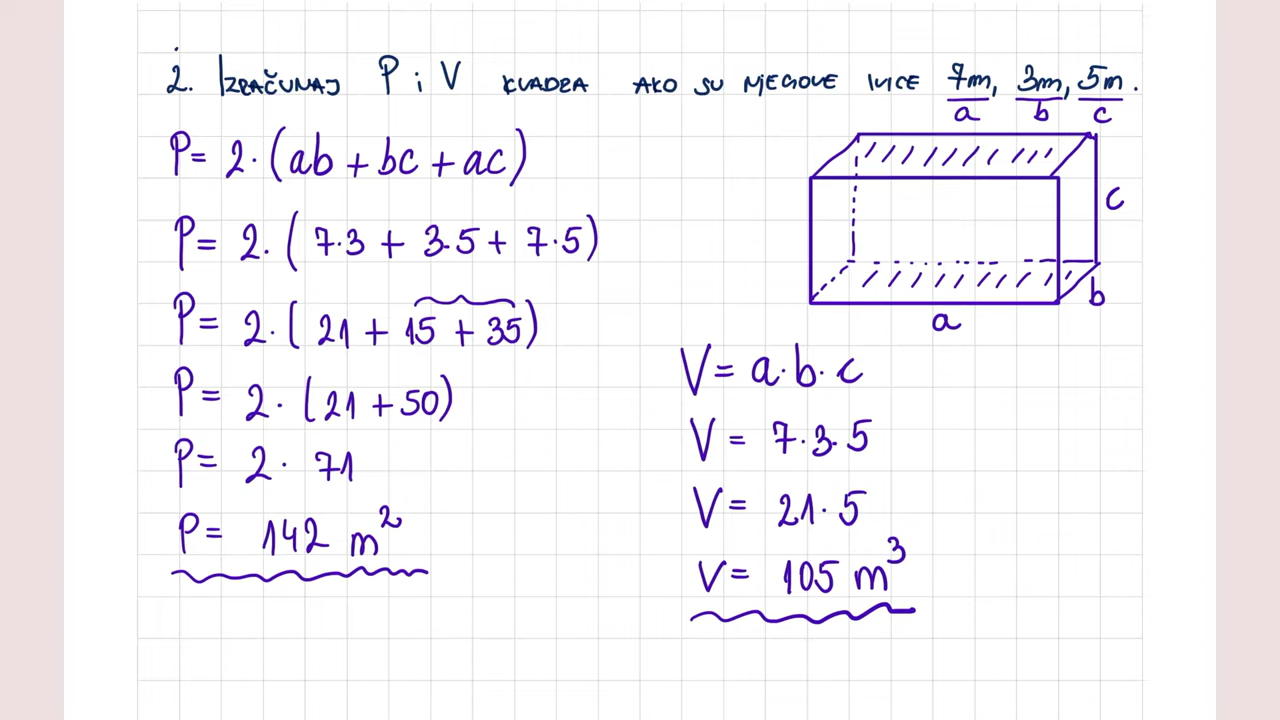 2. IZRAČUNAJ P i V KVADRA AKO SU NJEGOVE IVICE 7m, 3m, 5m.
a b c
P = 2·(ab + bc + ac)
P = 2·(7·3 + 3·5 + 7·5)
P = 2·(21 + 15 + 35)
P = 2·(21 + 50)
P = 2·71
P = 142 m²
c
b
a
V = a·b·c
V = 7·3·5
V = 21·5
V = 105 m³